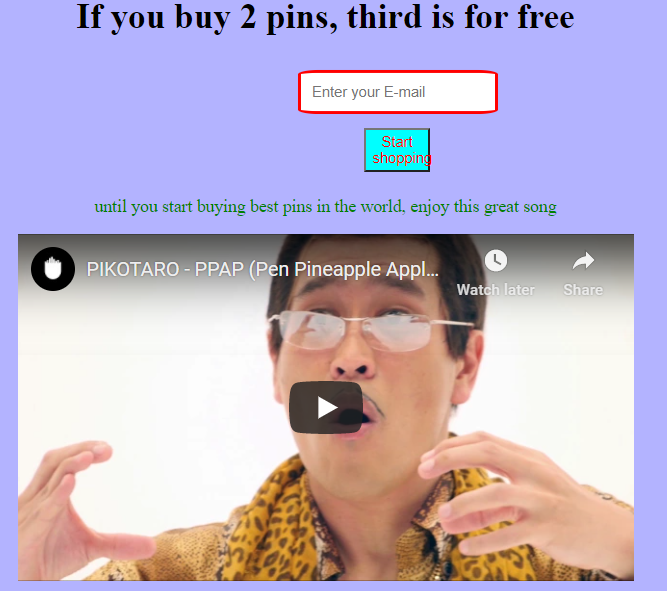 If you buy 2 pins, third is for free
Enter your E-mail
Start
shopping
until you start buying best pins in the world, enjoy this great song
PIKOTARO - PPAP (Pen Pineapple Appl...
Watch later
Share